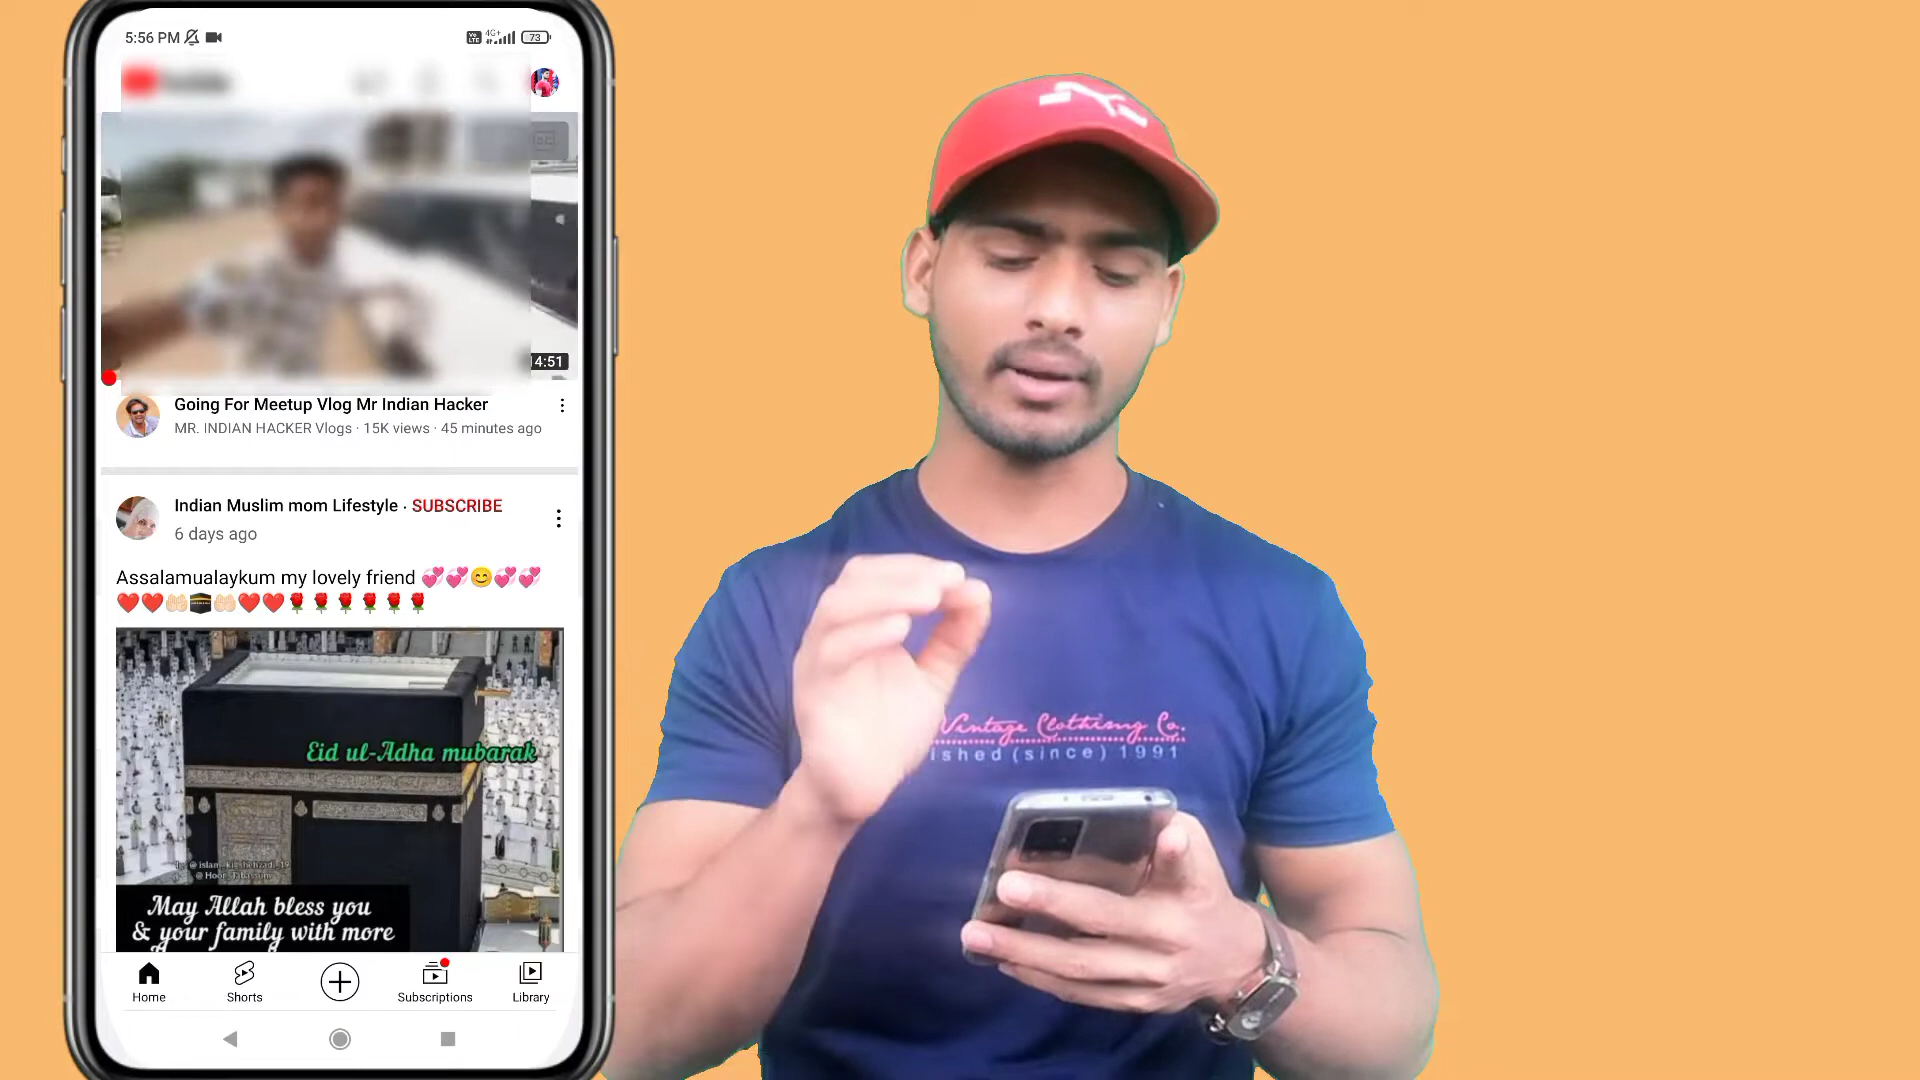 5:56 PM
4G+
73
4:51
Going For Meetup Vlog Mr Indian Hacker
MR. INDIAN HACKER Vlogs · 15K views · 45 minutes ago
Indian Muslim mom Lifestyle · SUBSCRIBE
6 days ago
Assalamualaykum my lovely friend 💞💞😊💞💞
❤️❤️🤲🏻🕋🤲🏻❤️❤️🌹🌹🌹🌹🌹🌹
Eid ul-Adha mubarak
May Allah bless you
& your family with more
Home
Shorts
Subscriptions
Library
Vintage Clothing Co.
ished (since) 1991